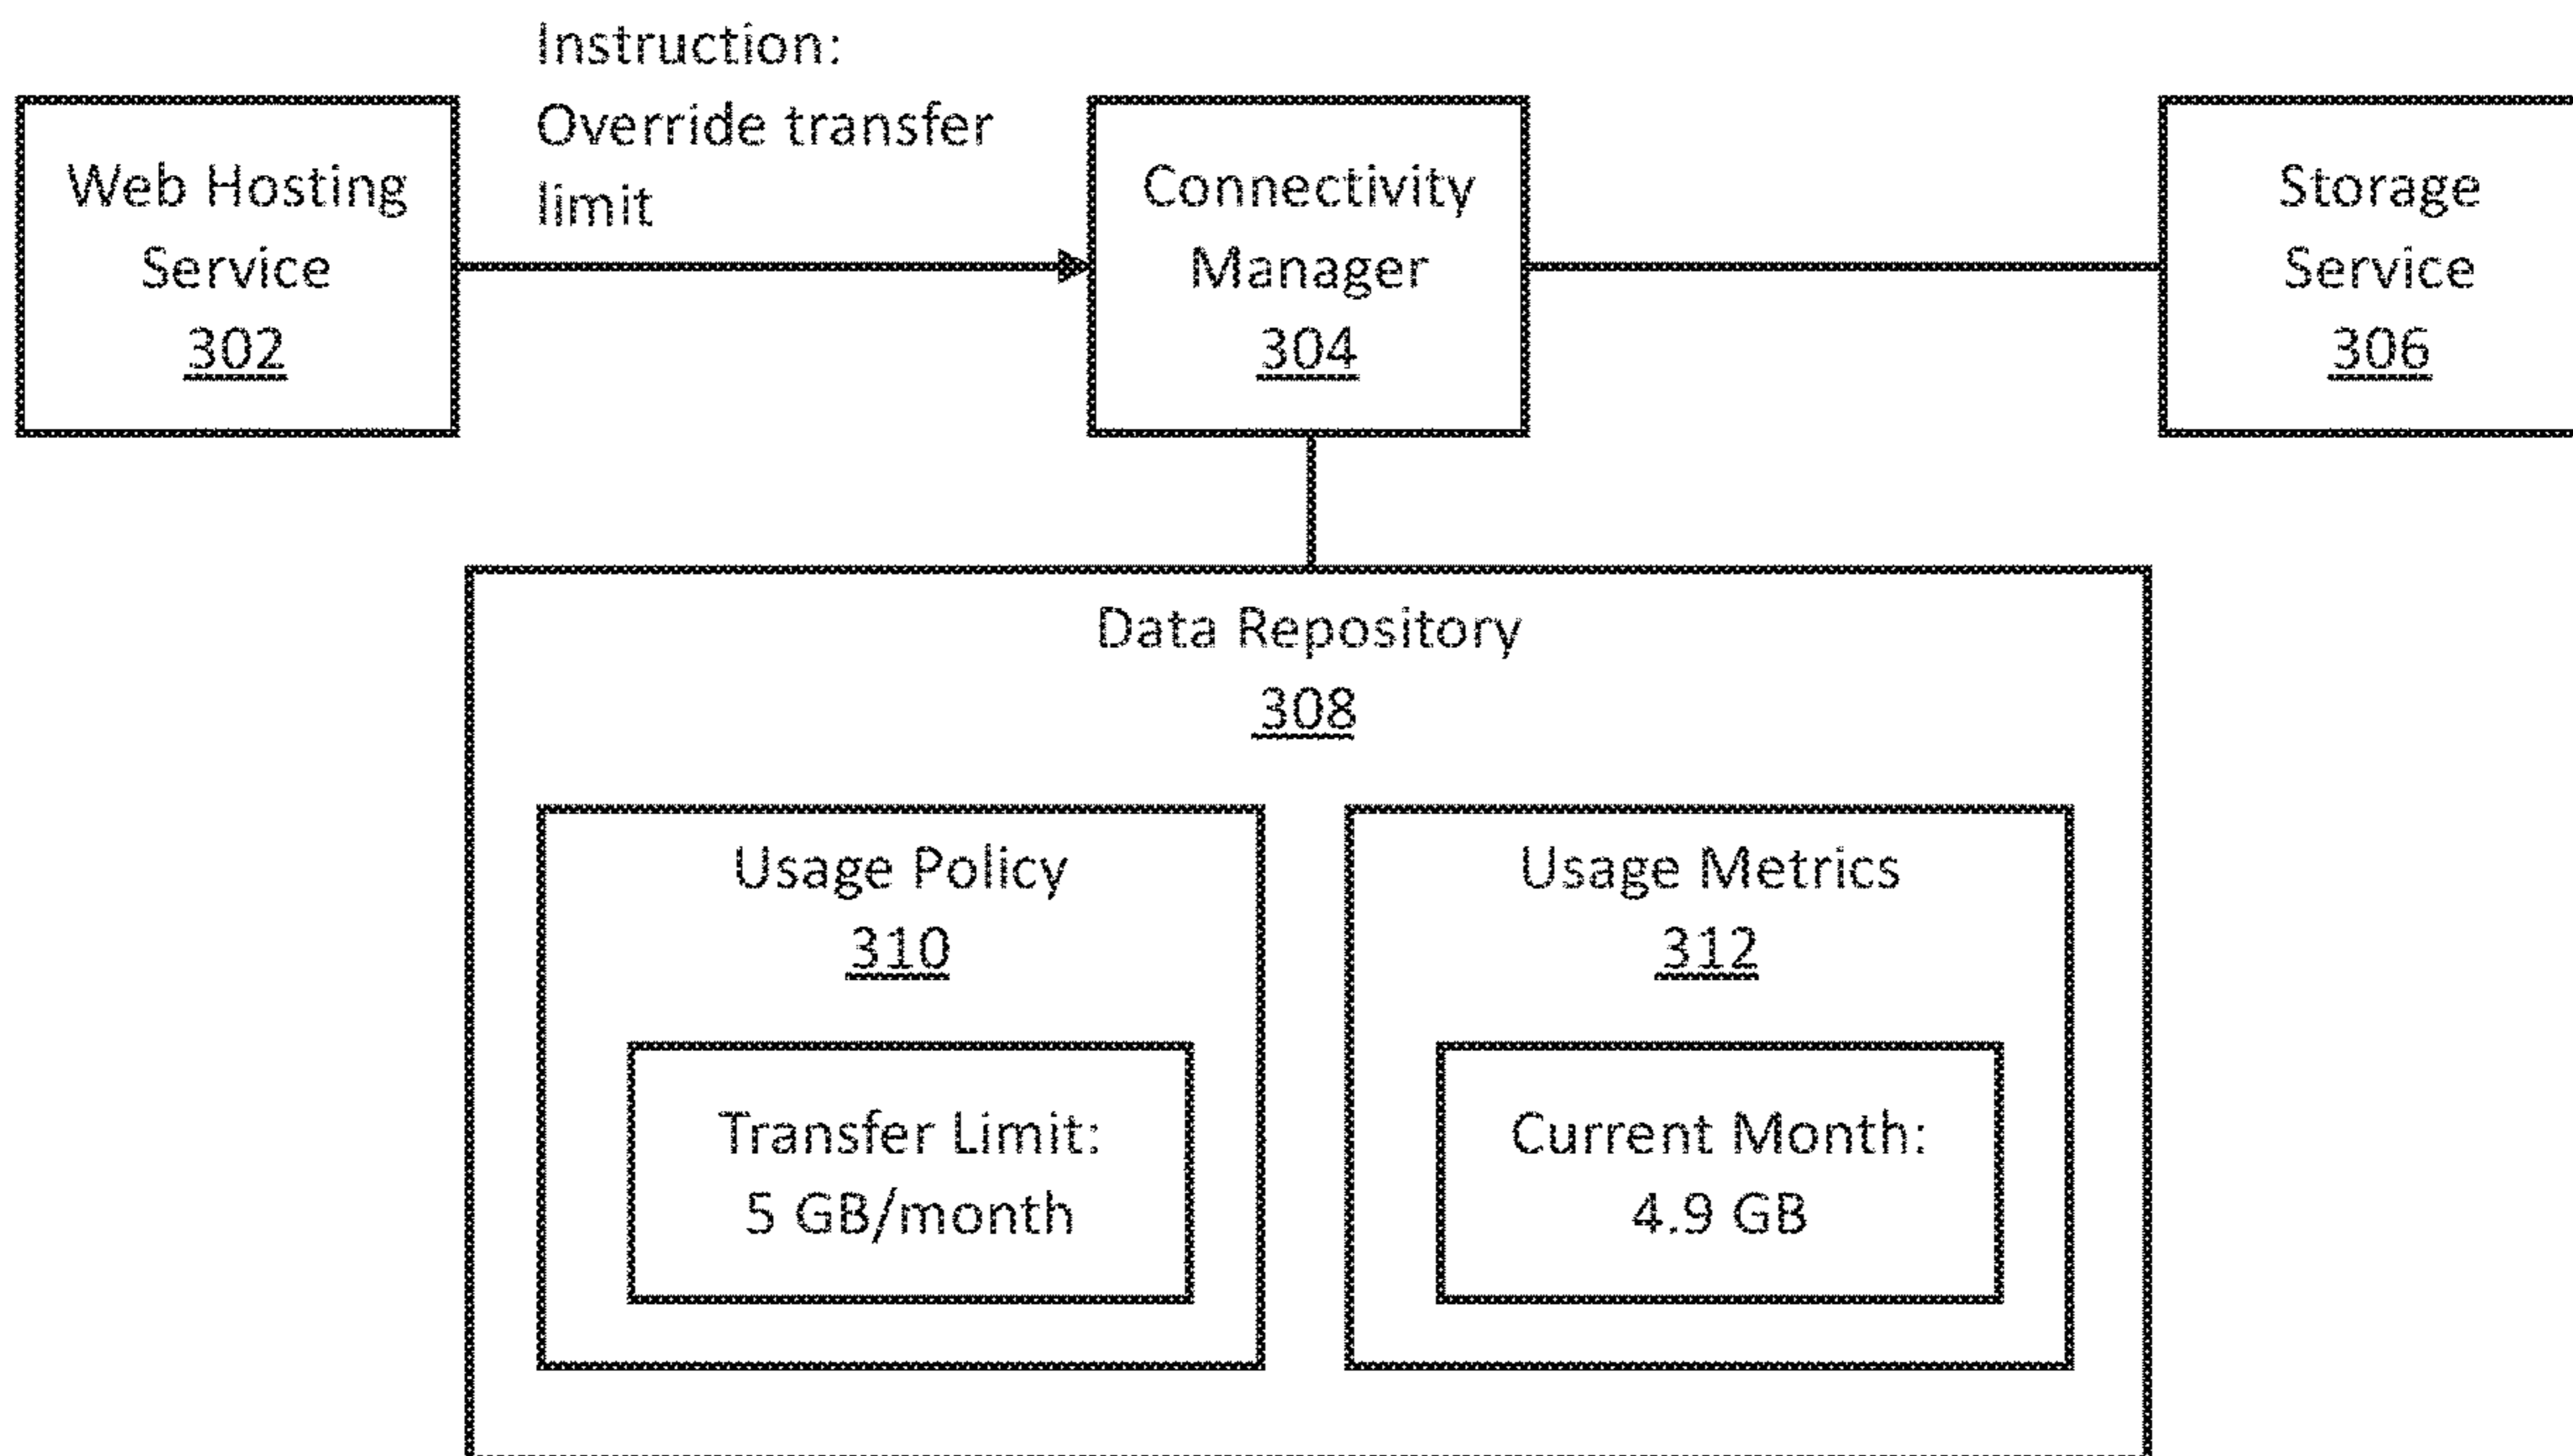 Instruction:
Override transfer
limit
Web Hosting
Service
302
Connectivity
Manager
304
Storage
Service
306
Data Repository
308
Usage Policy
310
Transfer Limit:
5 GB/month
Usage Metrics
312
Current Month:
4.9 GB